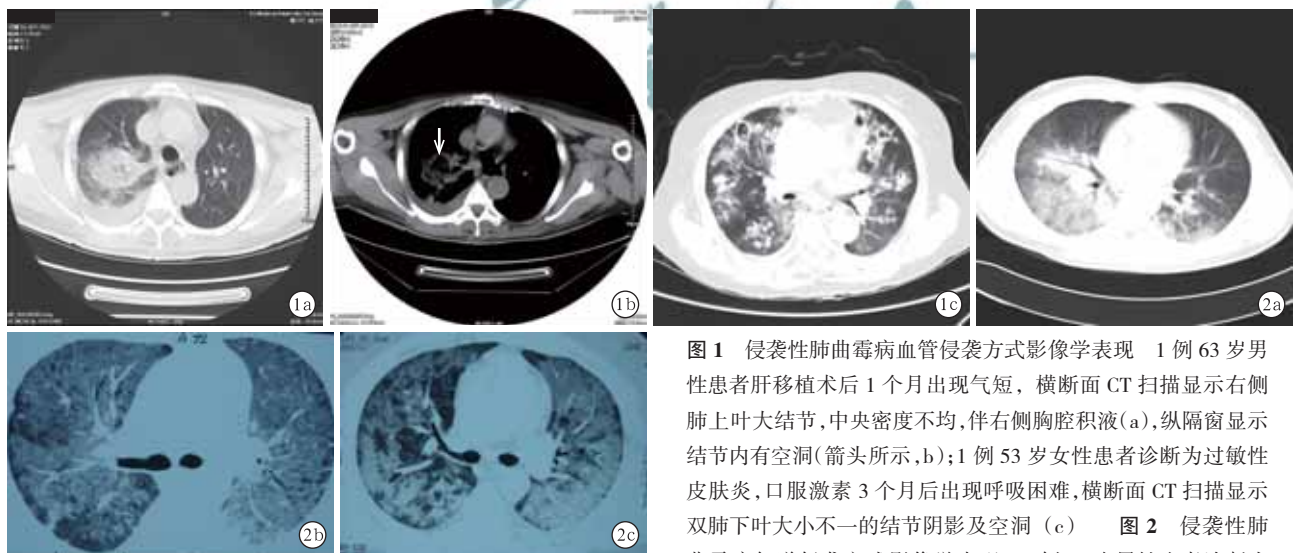 1a
1b
1c
2a
2b
2c
图 1 侵袭性肺曲霉病血管侵袭方式影像学表现 1 例 63 岁男
性患者肝移植术后 1 个月出现气短，横断面 CT 扫描显示右侧
肺上叶大结节,中央密度不均,伴右侧胸腔积液(a),纵隔窗显示
结节内有空洞(箭头所示,b);1 例 53 岁女性患者诊断为过敏性
皮肤炎,口服激素 3 个月后出现呼吸困难,横断面 CT 扫描显示
双肺下叶大小不一的结节阴影及空洞（c） 图 2 侵袭性肺